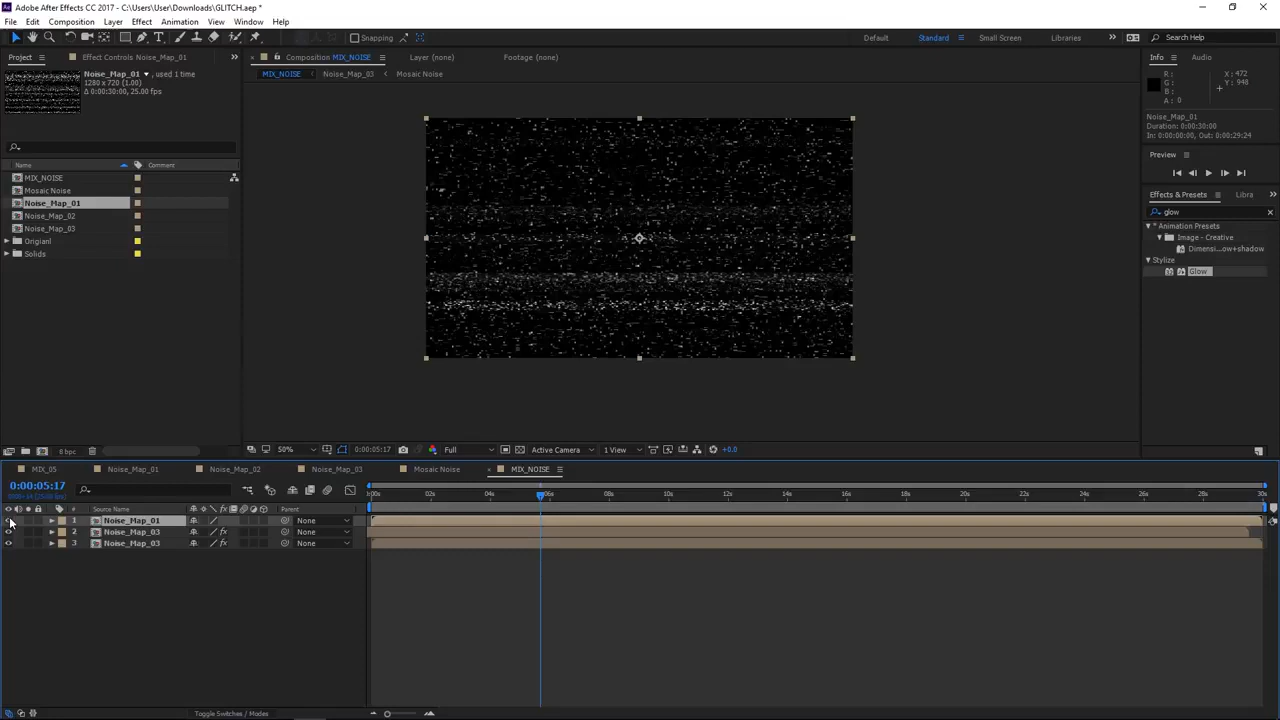 Adobe After Effects CC 2017 - C:\Users\User\Downloads\GLITCH.aep *
File Edit Composition Layer Effect Animation View Window Help
Snapping
Default Standard Small Screen Libraries Search Help
Project Effect Controls Noise_Map_01
Composition MIX_NOISE Layer (none) Footage (none)
Info Audio
Noise_Map_01 , used 1 time
1280 x 720 (1.00)
Δ 0:00:30:00, 25.00 fps
MIX_NOISE Noise_Map_03 Mosaic Noise
R: X: 472
G: Y: 948
B:
A: 0
Noise_Map_01
Duration: 0:00:30:00
In: 0:00:00:00, Out: 0:00:29:24
Preview
Name Comment
MIX_NOISE
Mosaic Noise
Noise_Map_01
Noise_Map_02
Noise_Map_03
Origianl
Solids
Effects & Presets Libra
glow
* Animation Presets
Image - Creative
Dimensi...ow+shadow
Stylize
Glow
8 bpc
50% 0:00:05:17 Full Active Camera 1 View +0.0
MIX_05 Noise_Map_01 Noise_Map_02 Noise_Map_03 Mosaic Noise MIX_NOISE
0:00:05:17
:00s 02s 04s 06s 08s 10s 12s 14s 16s 18s 20s 22s 24s 26s 28s 30s
# Source Name Parent
1 Noise_Map_01 None
2 Noise_Map_03 None
3 Noise_Map_03 None
Toggle Switches / Modes